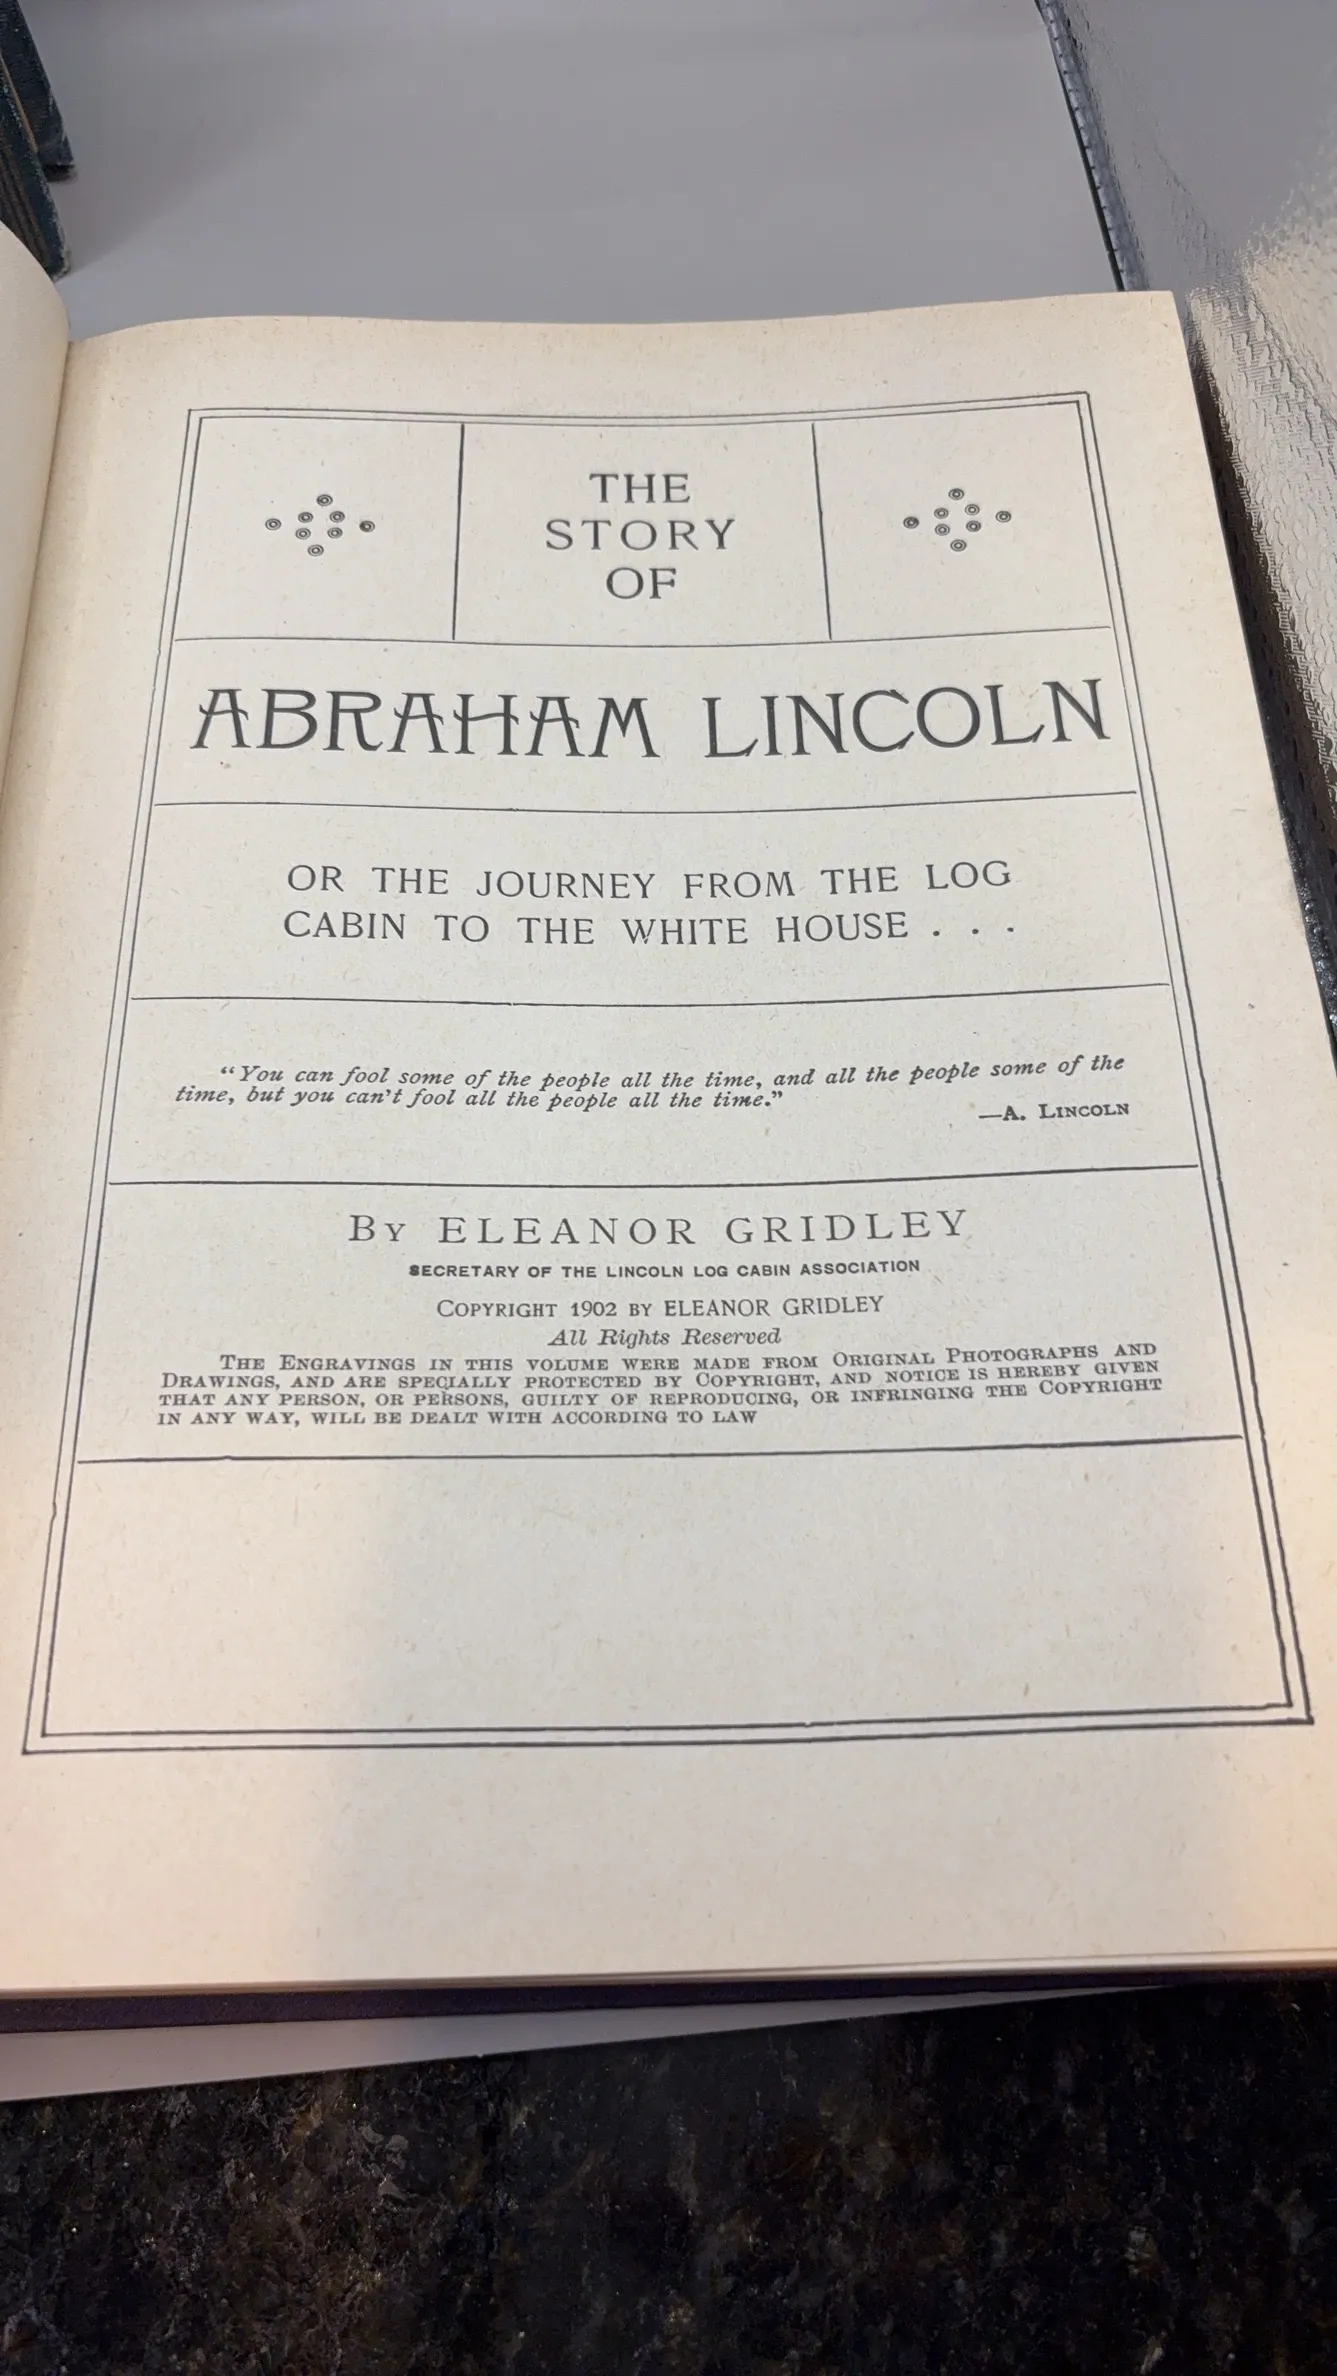 THE
STORY
OF
ABRAHAM LINCOLN
OR THE JOURNEY FROM THE LOG
CABIN TO THE WHITE HOUSE . . .
"You can fool some of the people all the time, and all the people some of the
time, but you can't fool all the people all the time."
—A. LINCOLN
BY ELEANOR GRIDLEY
SECRETARY OF THE LINCOLN LOG CABIN ASSOCIATION
COPYRIGHT 1902 BY ELEANOR GRIDLEY
All Rights Reserved
THE ENGRAVINGS IN THIS VOLUME WERE MADE FROM ORIGINAL PHOTOGRAPHS AND
DRAWINGS, AND ARE SPECIALLY PROTECTED BY COPYRIGHT, AND NOTICE IS HEREBY GIVEN
THAT ANY PERSON, OR PERSONS, GUILTY OF REPRODUCING, OR INFRINGING THE COPYRIGHT
IN ANY WAY, WILL BE DEALT WITH ACCORDING TO LAW